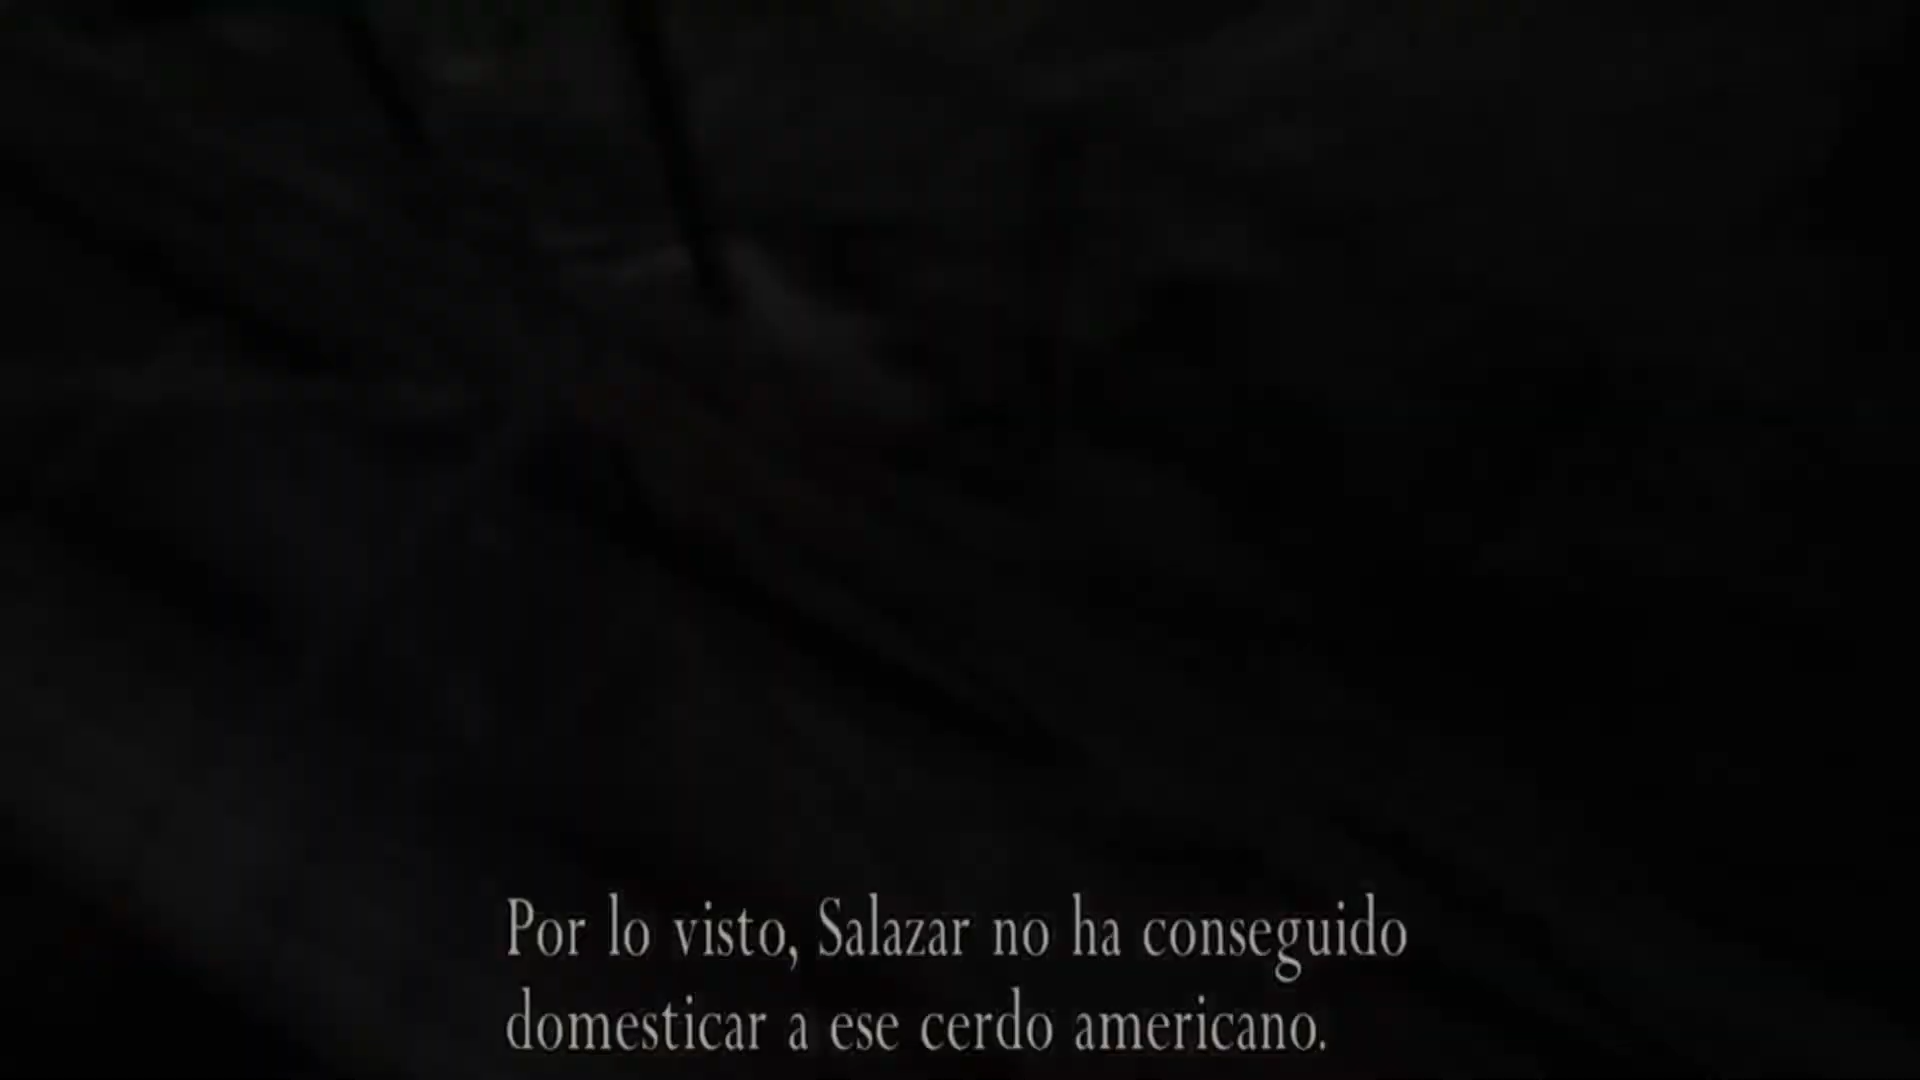 Por lo visto, Salazar no ha conseguido
domesticar a ese cerdo americano.